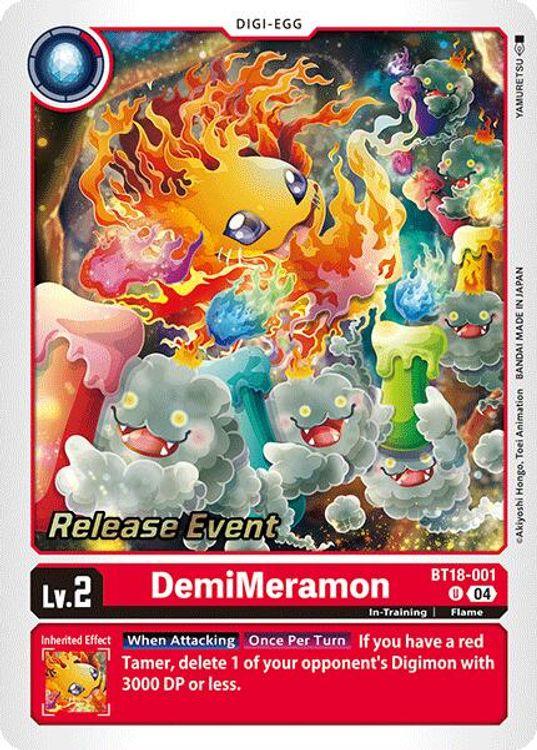 DIGI-EGG
YAMURETSU
©Akiyoshi Hongo, Toei Animation BANDAI MADE IN JAPAN
Release Event
Lv.2
DemiMeramon
BT18-001
U 04
In-Training | Flame
Inherited Effect
When Attacking Once Per Turn If you have a red
Tamer, delete 1 of your opponent's Digimon with
3000 DP or less.